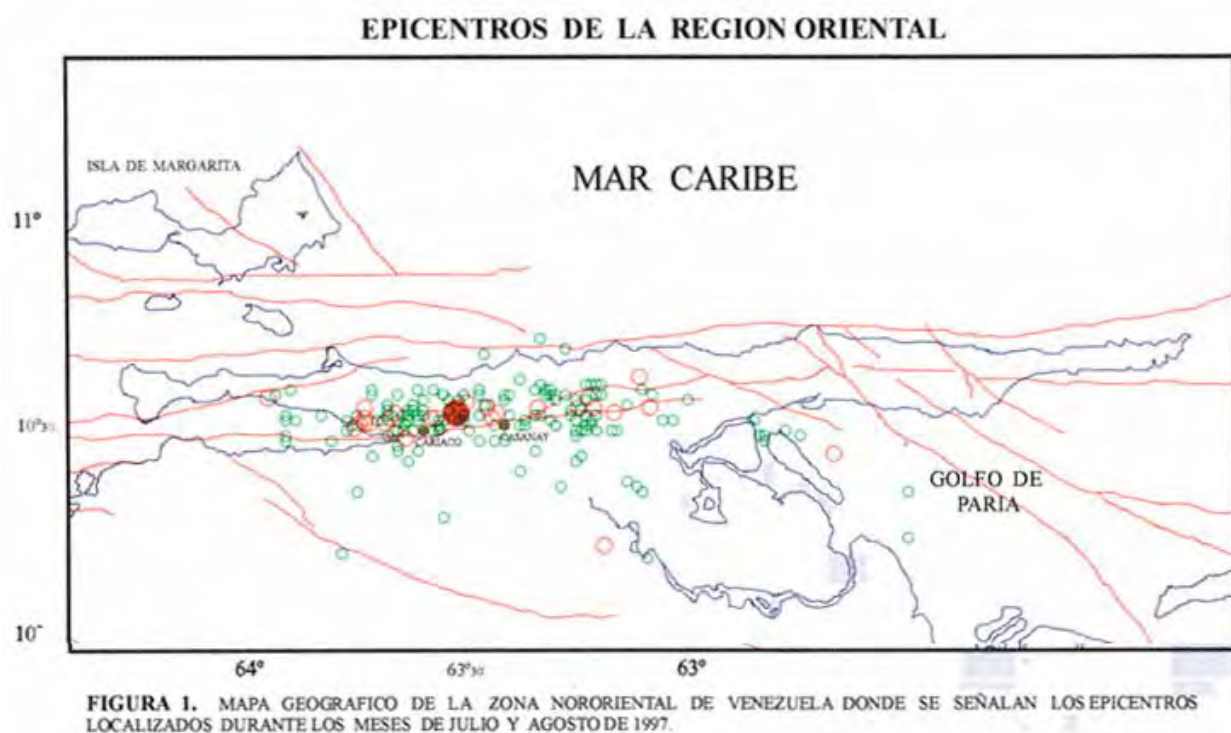 EPICENTROS DE LA REGION ORIENTAL
ISLA DE MARGARITA
MAR CARIBE
11°
10°30
CARIACO
CASANAY
GOLFO DE
PARIA
10°
64°
63°30
63°
FIGURA 1. MAPA GEOGRAFICO DE LA ZONA NORORIENTAL DE VENEZUELA DONDE SE SEÑALAN LOS EPICENTROS
LOCALIZADOS DURANTE LOS MESES DE JULIO Y AGOSTO DE 1997.